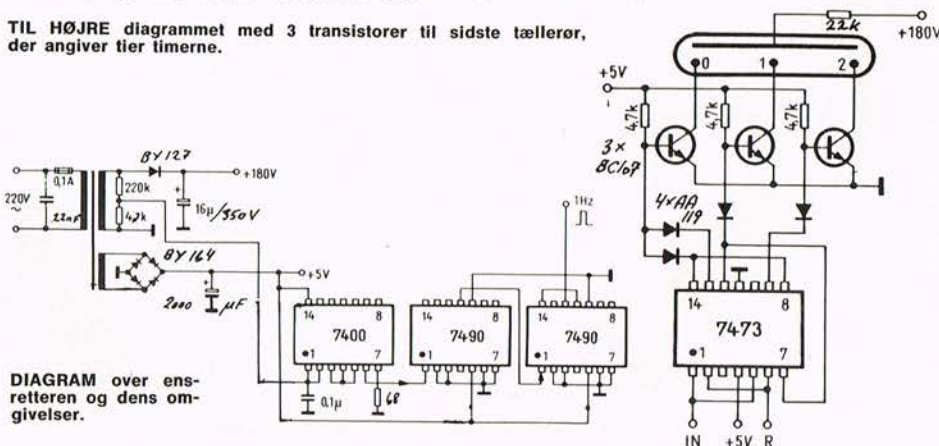 TIL HØJRE diagrammet med 3 transistorer til sidste tællerør,
der angiver tier timerne.
22k
+180V
0 1 2
+5V
4,7k 4,7k 4,7k
3×
BC107
BY127
0,1A
220k
+180V
220V
~
22nF
4,7k
16µ/350V
1Hz
4×AA
119
BY164
+5V
2000 µF
14 8
7400
1 7
14 8
7490
1 7
14 8
7490
1 7
14 8
7473
1 7
0,1µ
68
DIAGRAM over ens-
retteren og dens om-
givelser.
IN +5V R